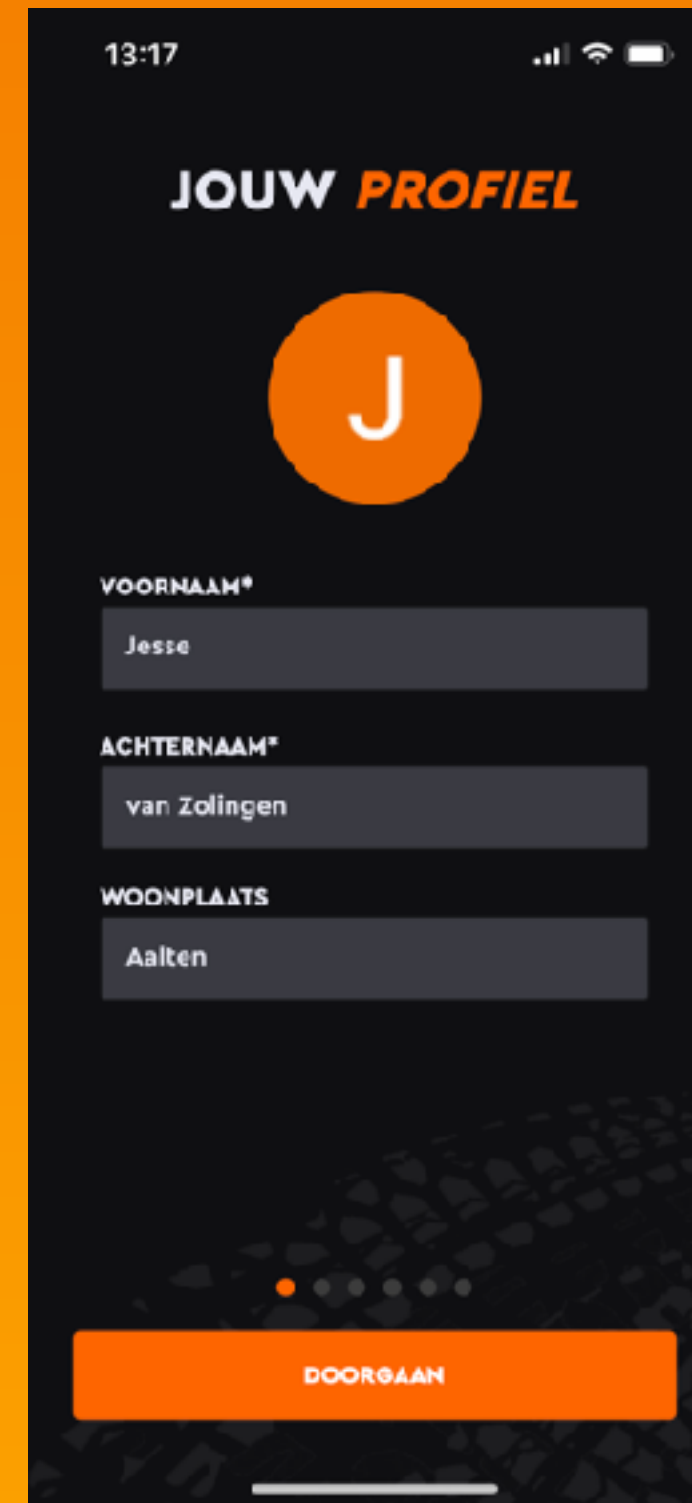 13:17
JOUW PROFIEL
J
VOORNAAM*
Jesse
ACHTERNAAM*
van Zolingen
WOONPLAATS
Aalten
DOORGAAN